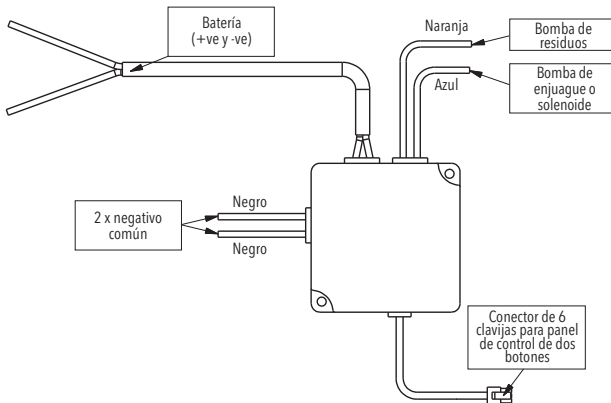 Batería
(+ve y -ve)
Naranja
Bomba de
residuos
Azul
Bomba de
enjuague o
solenoide
Negro
2 x negativo
común
Negro
Conector de 6
clavijas para panel
de control de dos
botones